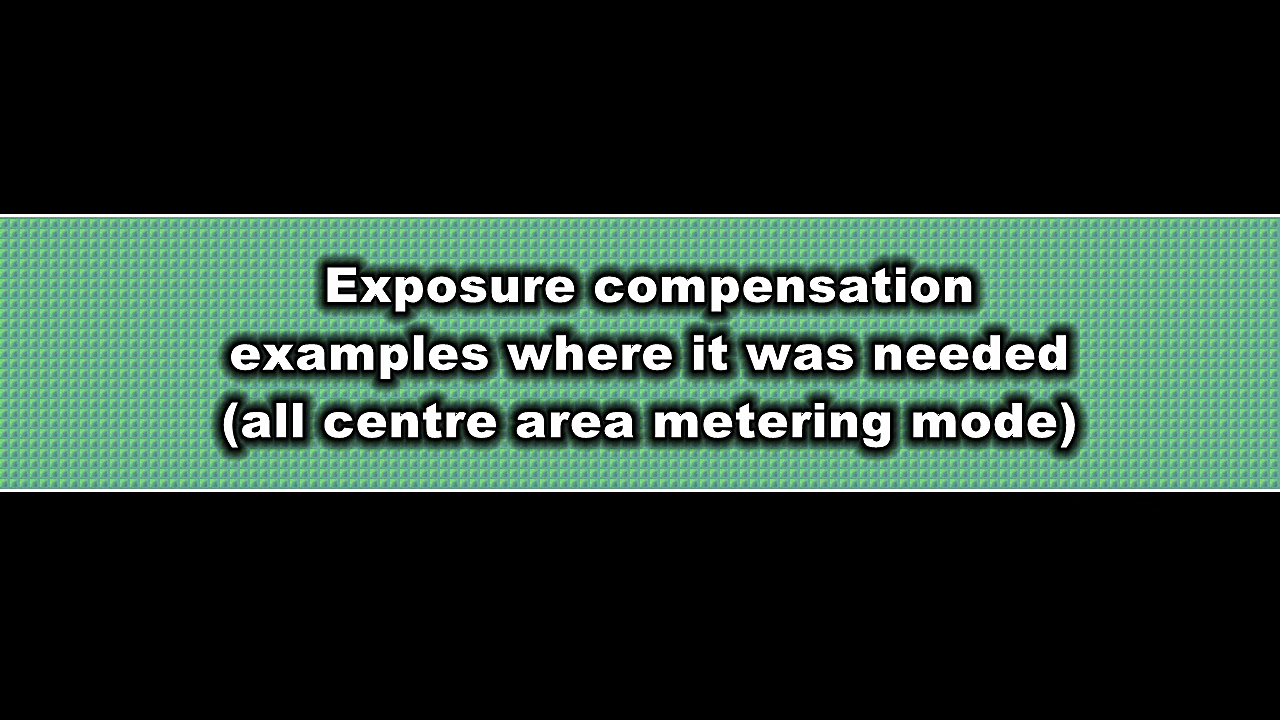 Exposure compensation
examples where it was needed
(all centre area metering mode)